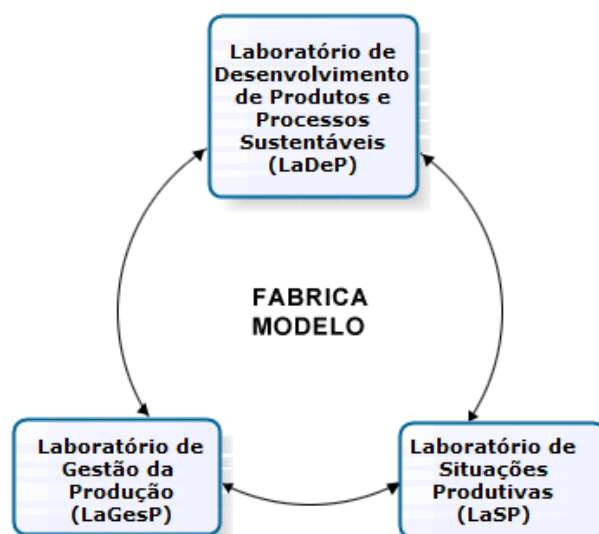 Laboratório de
Desenvolvimento
de Produtos e
Processos
Sustentáveis
(LaDeP)
FABRICA
MODELO
Laboratório de
Gestão da
Produção
(LaGesP)
Laboratório de
Situações
Produtivas
(LaSP)